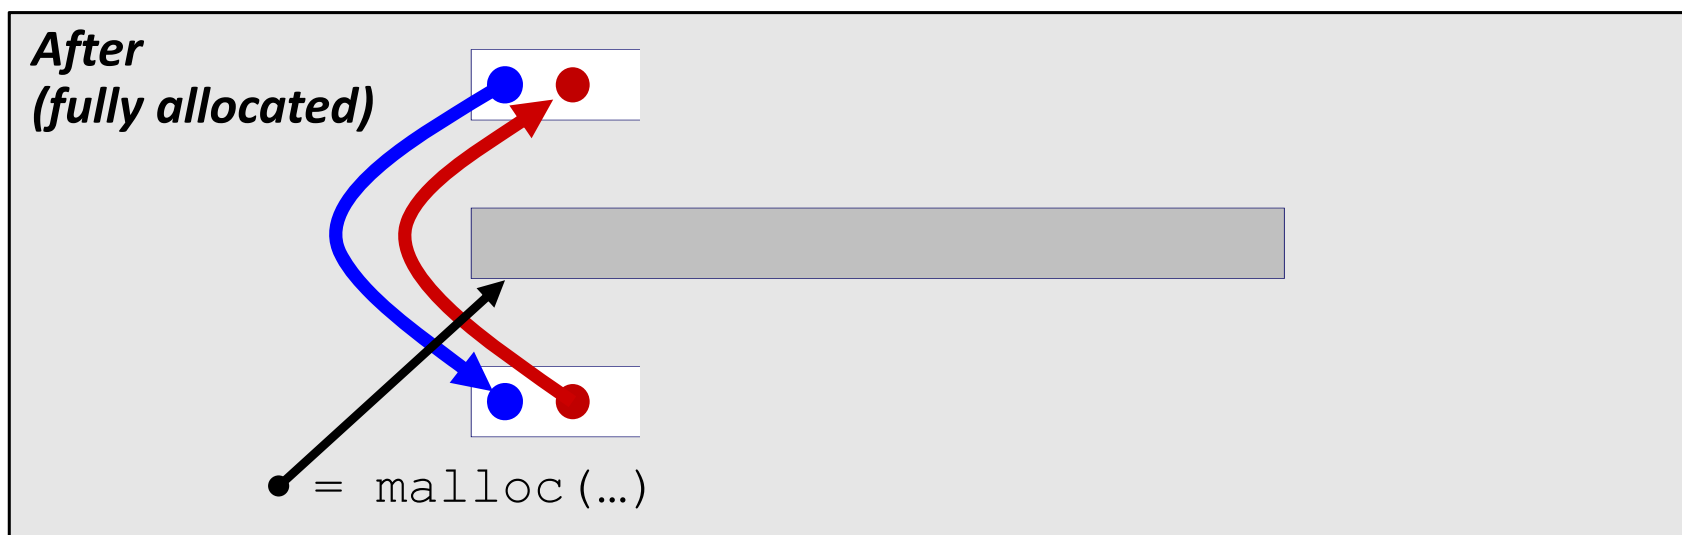 After
(fully allocated)
= malloc(…)